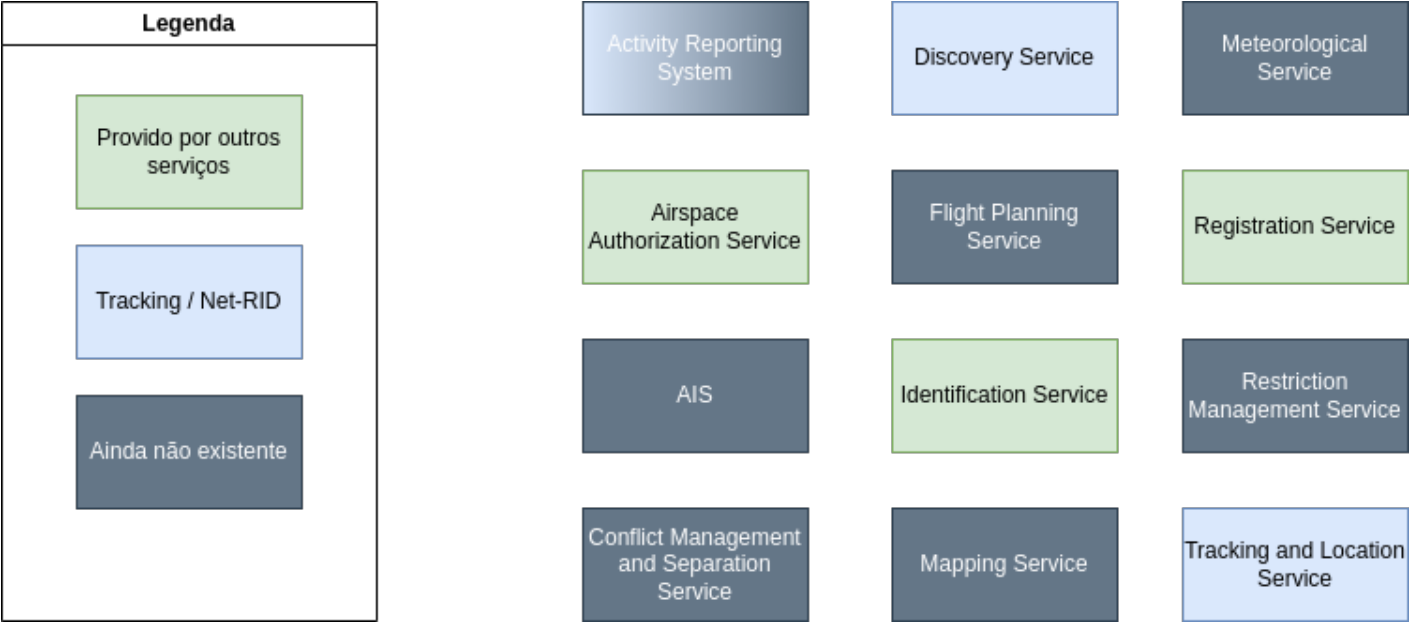 Legenda
Provido por outros
serviços
Tracking / Net-RID
Ainda não existente
Activity Reporting
System
Discovery Service
Meteorological
Service
Airspace
Authorization Service
Flight Planning
Service
Registration Service
AIS
Identification Service
Restriction
Management Service
Conflict Management
and Separation
Service
Mapping Service
Tracking and Location
Service